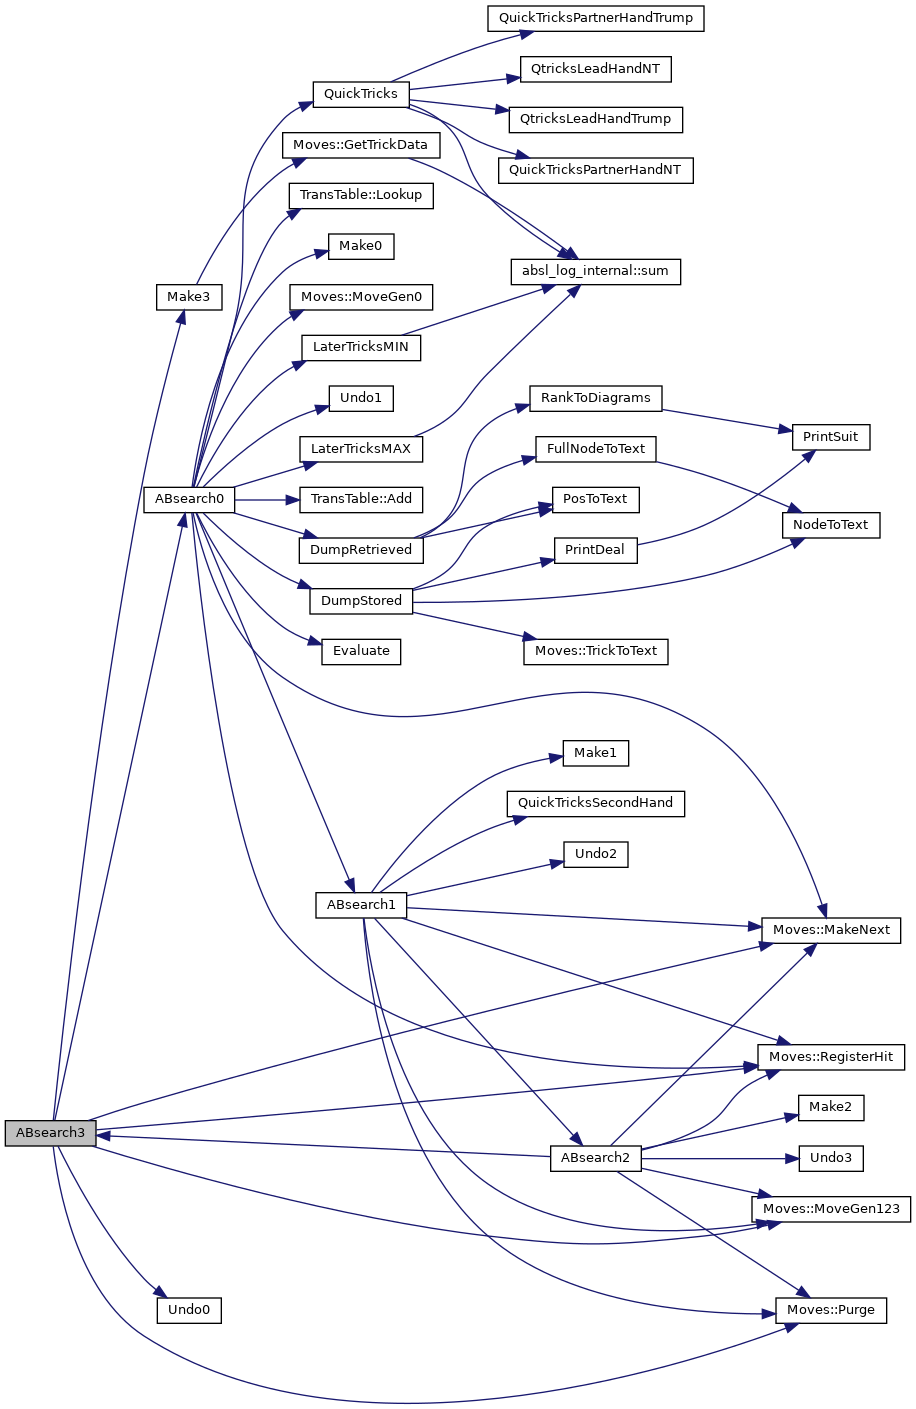 QuickTricksPartnerHandTrump
QtricksLeadHandNT
QuickTricks
QtricksLeadHandTrump
Moves::GetTrickData
QuickTricksPartnerHandNT
TransTable::Lookup
Make0
absl_log_internal::sum
Make3
Moves::MoveGen0
LaterTricksMIN
Undo1
RankToDiagrams
PrintSuit
LaterTricksMAX
FullNodeToText
ABsearch0
TransTable::Add
PosToText
NodeToText
DumpRetrieved
PrintDeal
DumpStored
Evaluate
Moves::TrickToText
Make1
QuickTricksSecondHand
Undo2
ABsearch1
Moves::MakeNext
Moves::RegisterHit
Make2
ABsearch3
ABsearch2
Undo3
Moves::MoveGen123
Undo0
Moves::Purge